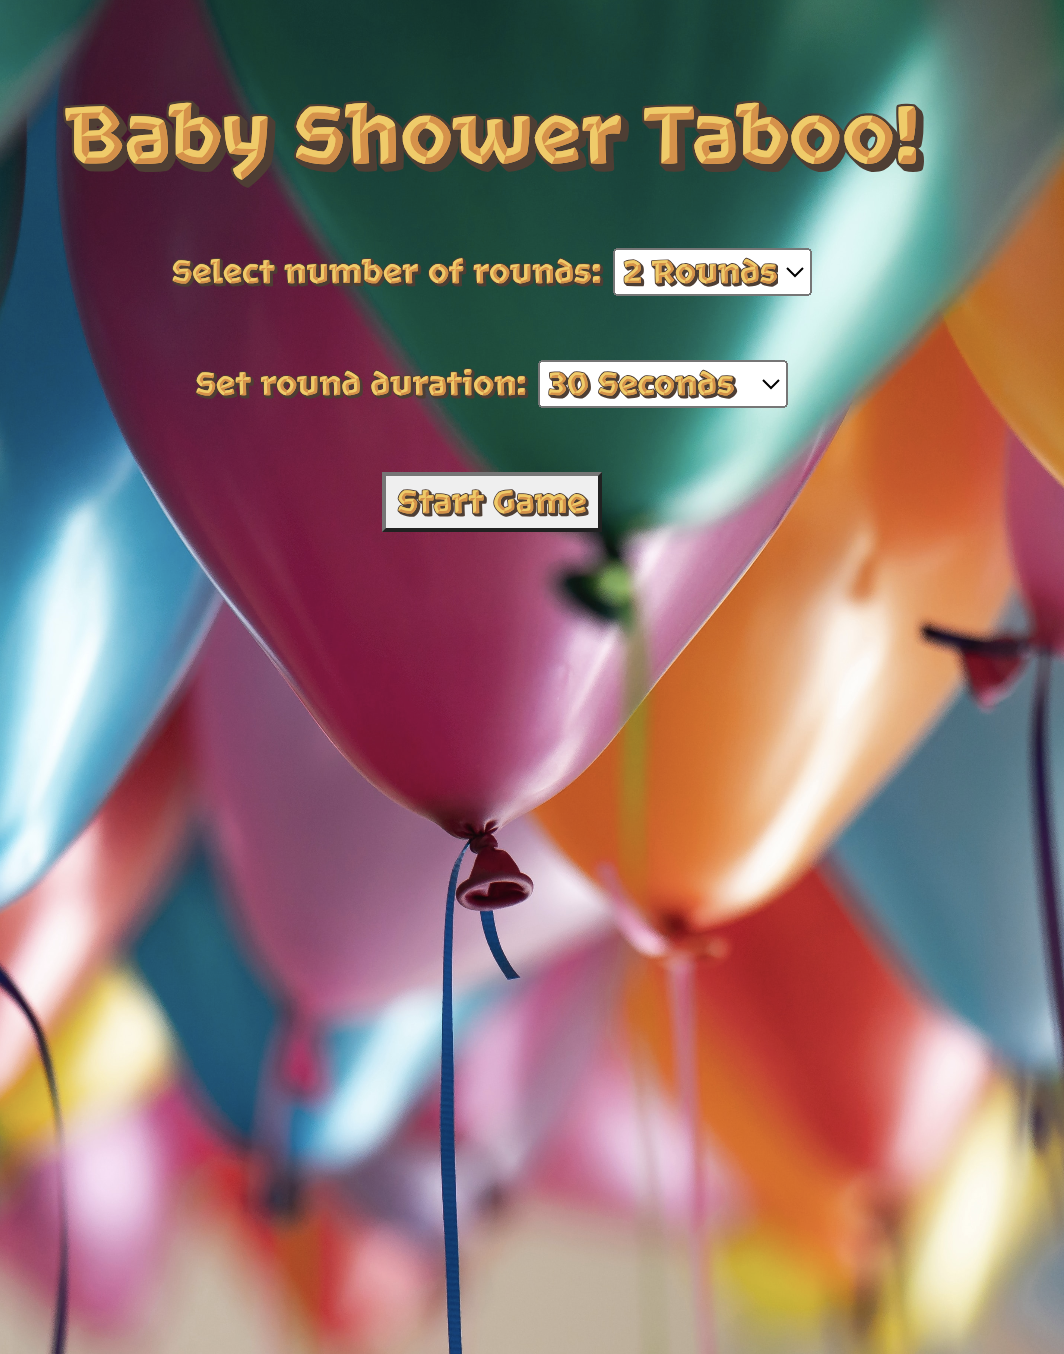 Baby Shower Taboo!
Select number of rounds: 2 Rounds
Set round duration: 30 Seconds
Start Game